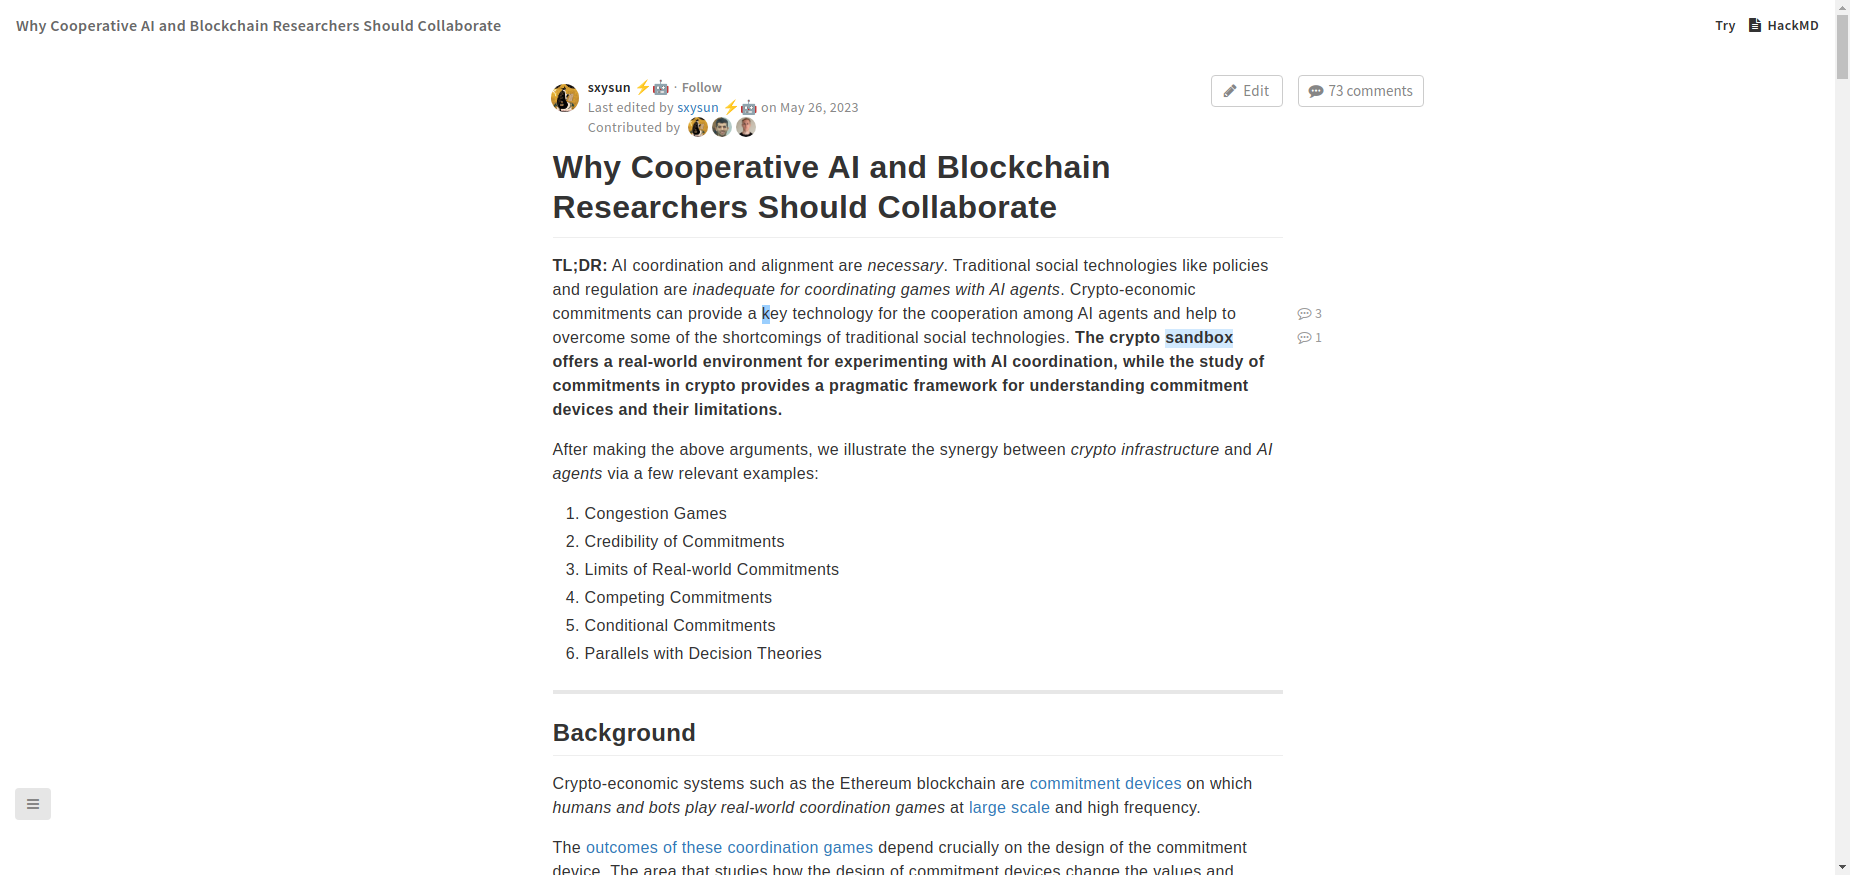 Why Cooperative AI and Blockchain Researchers Should Collaborate
Try HackMD
sxysun ⚡🤖 · Follow
Last edited by sxysun ⚡🤖 on May 26, 2023
Contributed by
Edit
73 comments
Why Cooperative AI and Blockchain
Researchers Should Collaborate
TL;DR: AI coordination and alignment are necessary. Traditional social technologies like policies
and regulation are inadequate for coordinating games with AI agents. Crypto-economic
commitments can provide a key technology for the cooperation among AI agents and help to
3
overcome some of the shortcomings of traditional social technologies. The crypto sandbox
1
offers a real-world environment for experimenting with AI coordination, while the study of
commitments in crypto provides a pragmatic framework for understanding commitment
devices and their limitations.
After making the above arguments, we illustrate the synergy between crypto infrastructure and AI
agents via a few relevant examples:
1. Congestion Games
2. Credibility of Commitments
3. Limits of Real-world Commitments
4. Competing Commitments
5. Conditional Commitments
6. Parallels with Decision Theories
Background
Crypto-economic systems such as the Ethereum blockchain are commitment devices on which
humans and bots play real-world coordination games at large scale and high frequency.
The outcomes of these coordination games depend crucially on the design of the commitment
device. The area that studies how the design of commitment devices change the values and